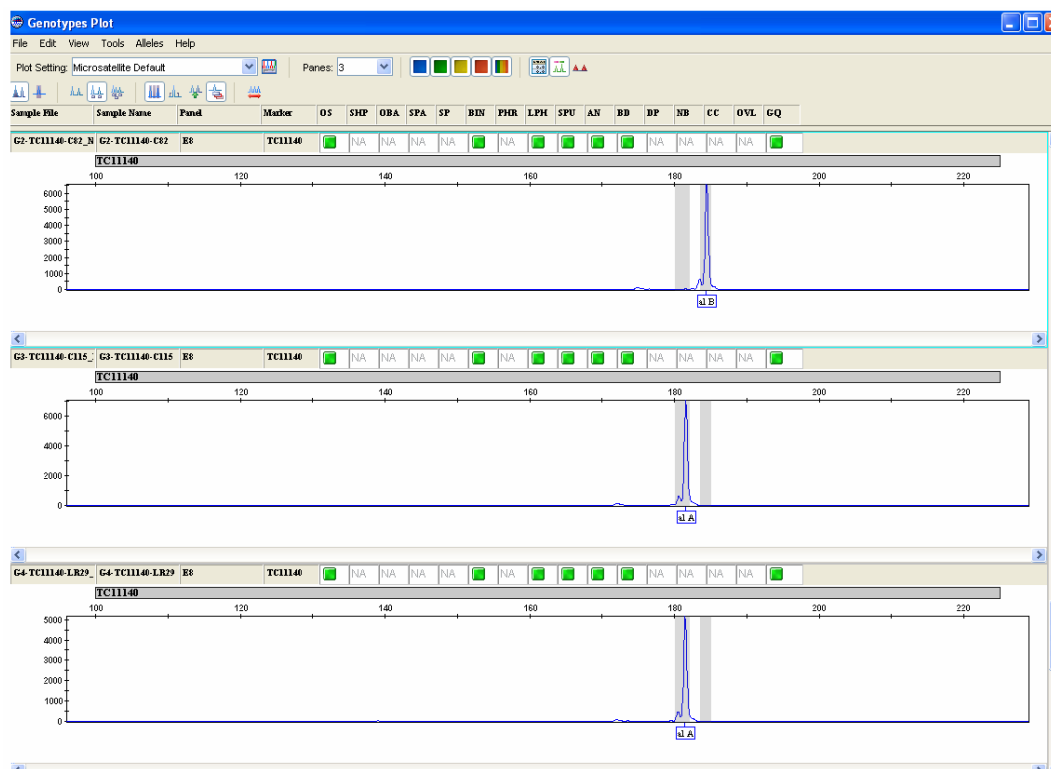 Genotypes Plot
File Edit View Tools Alleles Help
Plot Setting: Microsatellite Default Panes: 3
Sample File Sample Name Panel Marker OS SHP OBA SPA SP BIN PHR LPH SPU AN BD DP NB CC OVL GQ
G2-TC11140-C82_N G2-TC11140-C82 E8 TC11140 NA NA NA NA NA NA NA NA NA
TC11140
100 120 140 160 180 200 220
6000
5000
4000
3000
2000
1000
0
al B
G3-TC11140-C115_ G3-TC11140-C115 E8 TC11140 NA NA NA NA NA NA NA NA NA
TC11140
100 120 140 160 180 200 220
6000
4000
2000
0
al A
G4-TC11140-LR29_ G4-TC11140-LR29 E8 TC11140 NA NA NA NA NA NA NA NA NA
TC11140
100 120 140 160 180 200 220
5000
4000
3000
2000
1000
0
al A